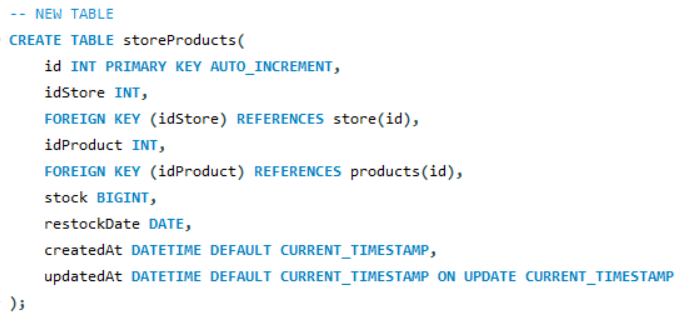 -- NEW TABLE
CREATE TABLE storeProducts(
    id INT PRIMARY KEY AUTO_INCREMENT,
    idStore INT,
    FOREIGN KEY (idStore) REFERENCES store(id),
    idProduct INT,
    FOREIGN KEY (idProduct) REFERENCES products(id),
    stock BIGINT,
    restockDate DATE,
    createdAt DATETIME DEFAULT CURRENT_TIMESTAMP,
    updatedAt DATETIME DEFAULT CURRENT_TIMESTAMP ON UPDATE CURRENT_TIMESTAMP
);